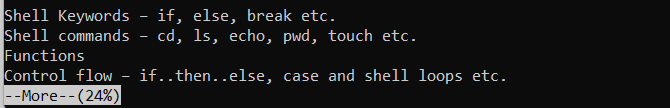 Shell Keywords – if, else, break etc.
Shell commands – cd, ls, echo, pwd, touch etc.
Functions
Control flow – if..then..else, case and shell loops etc.
--More--(24%)